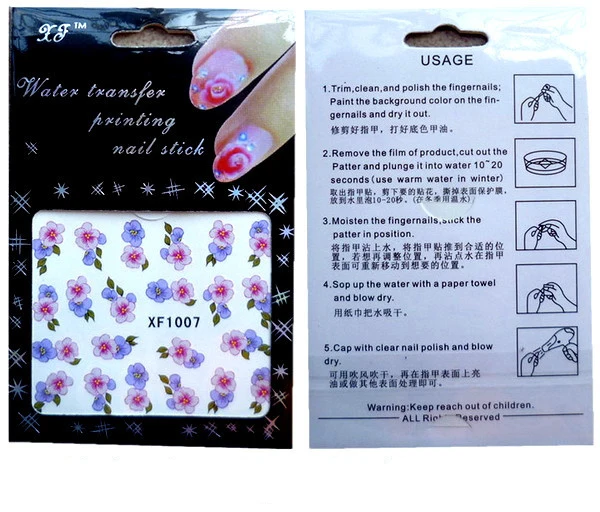 XF™
Water transfer
printing
nail stick
XF1007
USAGE
1.Trim,clean,and polish the fingernails;
Paint the background color on the fin-
gernails and dry it out.
修剪好指甲，打好底色甲油。
2.Remove the film of product,cut out the
Patter and plunge it into water 10~20
seconds(use warm water in winter)
取出指甲贴，剪下要的贴花，撕掉表面保护膜，
放到水里泡10-20秒。(在冬季用温水)
3.Moisten the fingernails,stick the
patter in position.
将指甲沾上水，将指甲贴推到合适的位
置，若想再调整位置，再沾点水在指甲
表面可重新移动到想要的位置。
4.Sop up the water with a paper towel
and blow dry.
用纸巾把水吸干。
5.Cap with clear nail polish and blow
dry.
可用吹风吹干，再在指甲表面上亮
油或做其他表面处理即可。
Warning:Keep reach out of children.
ALL Reserved